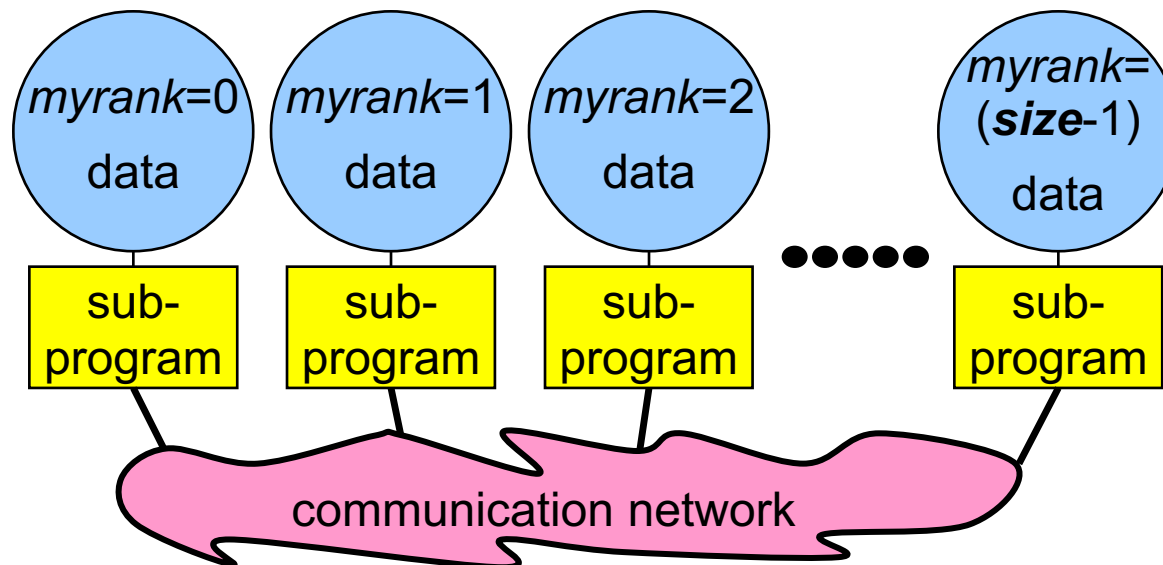 myrank=0
data
myrank=1
data
myrank=2
data
myrank=
(size-1)
data
sub-
program
sub-
program
sub-
program
sub-
program
communication network